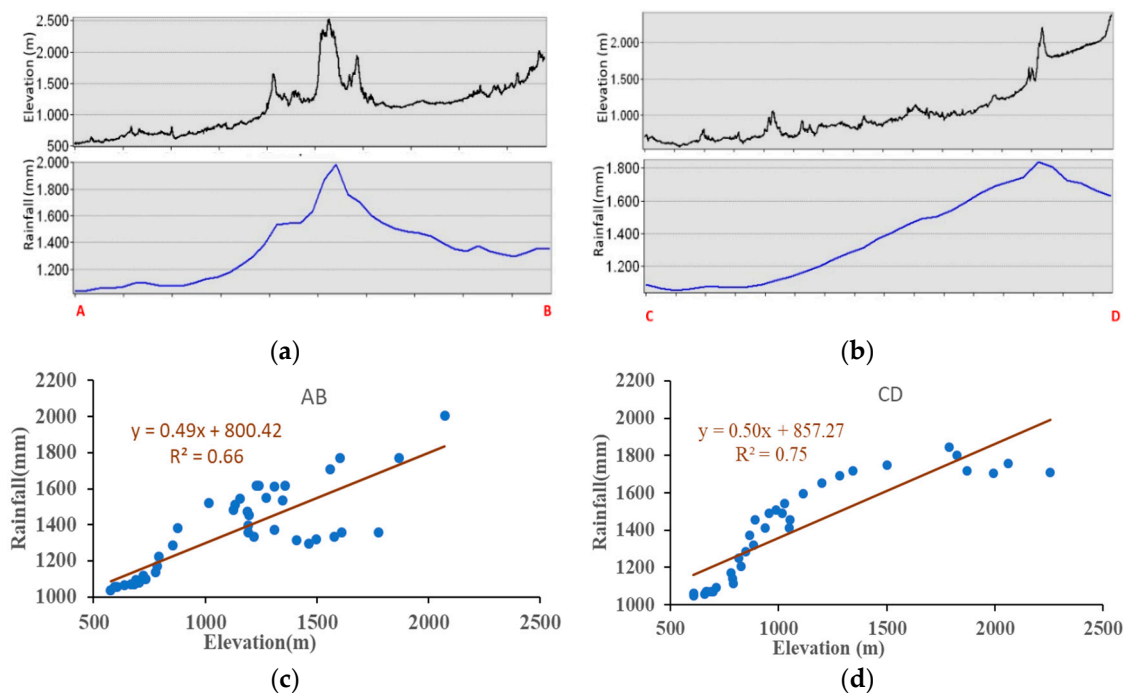 Elevation (m)
2.500
2.000
1.500
1.000
500
Elevation (m)
2.000
1.500
1.000
Rainfall (mm)
2.000
1.800
1.600
1.400
1.200
Rainfall (mm)
1.800
1.600
1.400
1.200
A B
C D
(a) (b)
AB
y = 0.49x + 800.42
R² = 0.66
Rainfall(mm)
2200
2000
1800
1600
1400
1200
1000
500 1000 1500 2000 2500
Elevation(m)
CD
y = 0.50x + 857.27
R² = 0.75
Rainfall(mm)
2200
2000
1800
1600
1400
1200
1000
500 1000 1500 2000 2500
Elevation (m)
(c) (d)